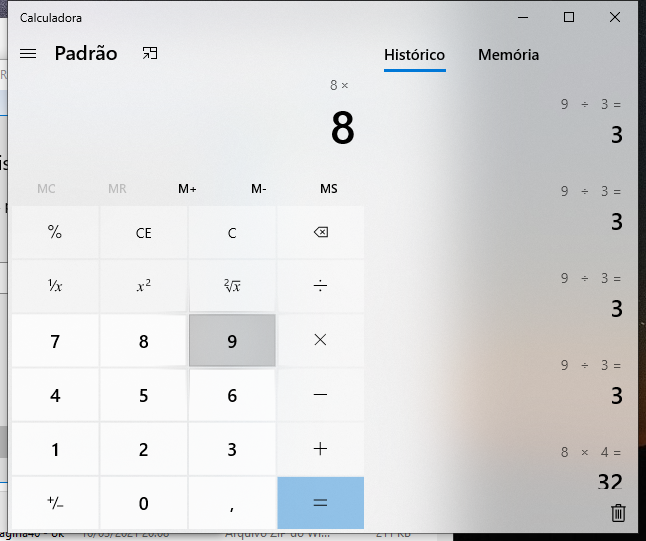 Calculadora
Padrão
Histórico Memória
8 ×
8
9 ÷ 3 =
3
9 ÷ 3 =
3
9 ÷ 3 =
3
9 ÷ 3 =
3
8 × 4 =
32
MC MR M+ M- MS
% CE C
¹/x x² ²√x ÷
7 8 9 ×
4 5 6 −
1 2 3 +
+/− 0 , =